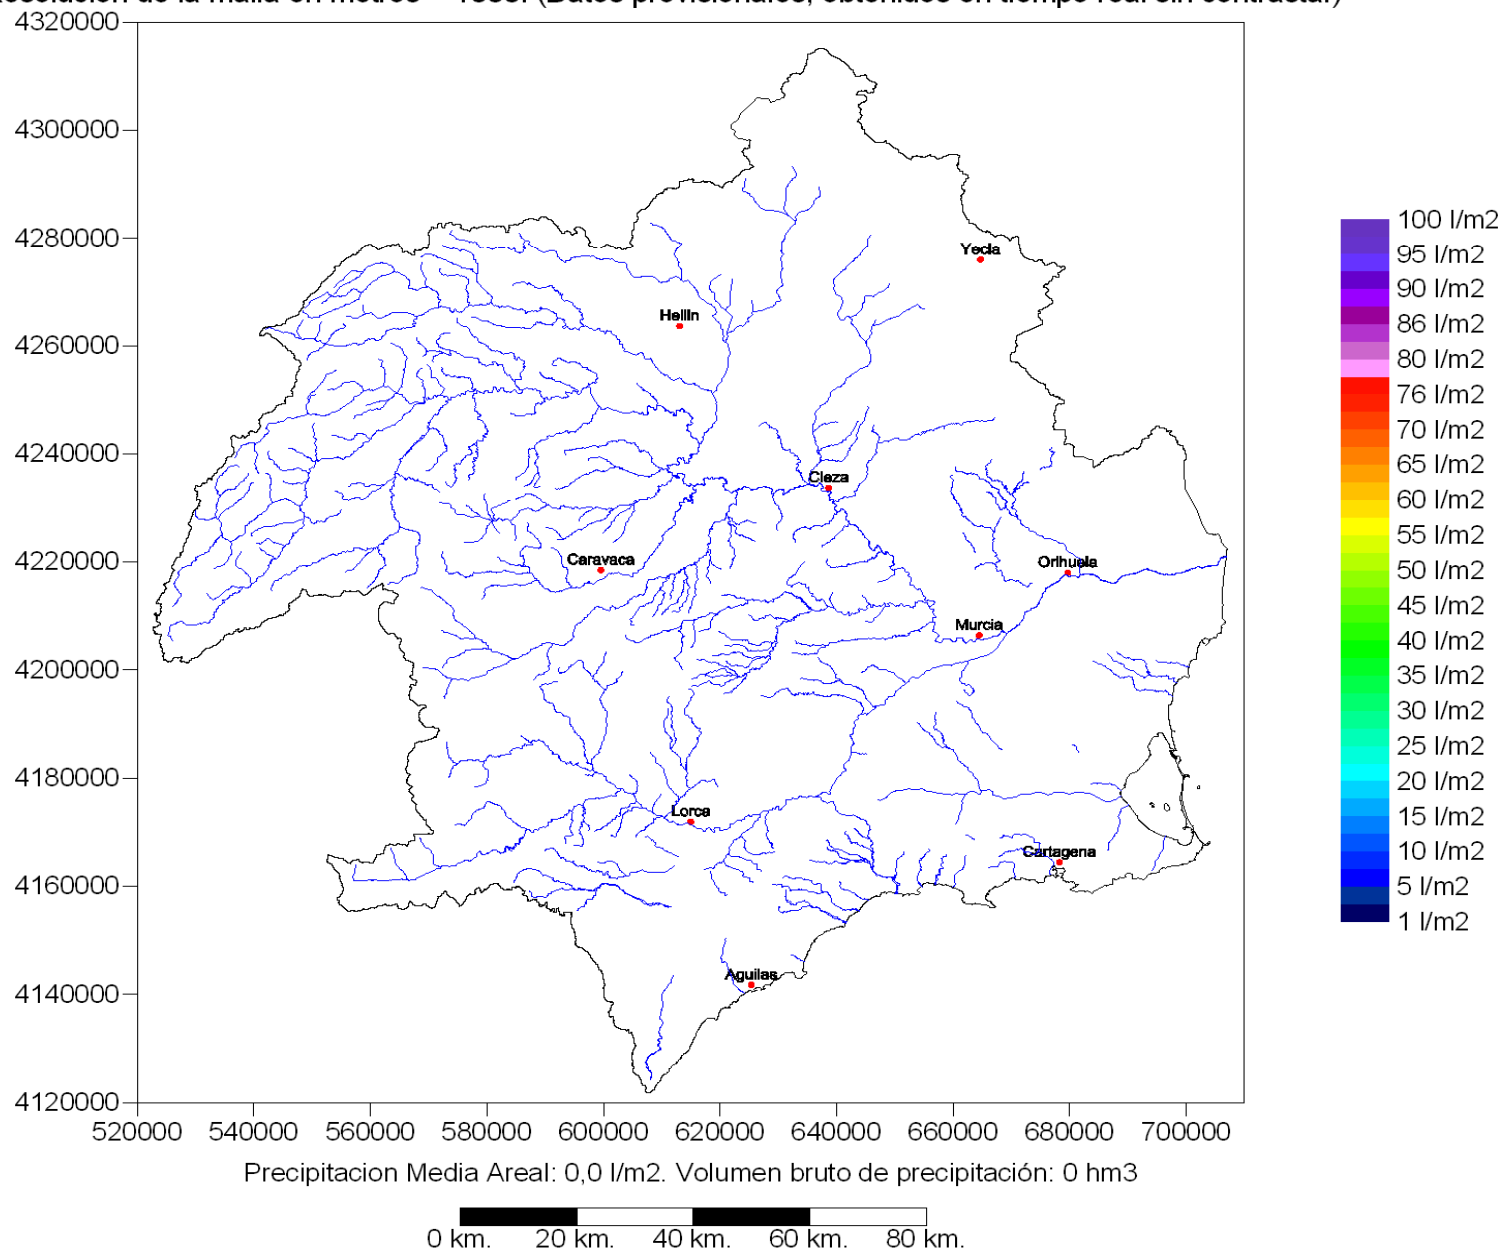 4320000
4300000
4280000
4260000
4240000
4220000
4200000
4180000
4160000
4140000
4120000
520000 540000 560000 580000 600000 620000 640000 660000 680000 700000
Yecla
Hellin
Cieza
Caravaca
Orihuela
Murcia
Lorca
Cartagena
Aguilas
100 l/m2
95 l/m2
90 l/m2
86 l/m2
80 l/m2
76 l/m2
70 l/m2
65 l/m2
60 l/m2
55 l/m2
50 l/m2
45 l/m2
40 l/m2
35 l/m2
30 l/m2
25 l/m2
20 l/m2
15 l/m2
10 l/m2
5 l/m2
1 l/m2
Precipitacion Media Areal: 0,0 l/m2. Volumen bruto de precipitación: 0 hm3
0 km. 20 km. 40 km. 60 km. 80 km.